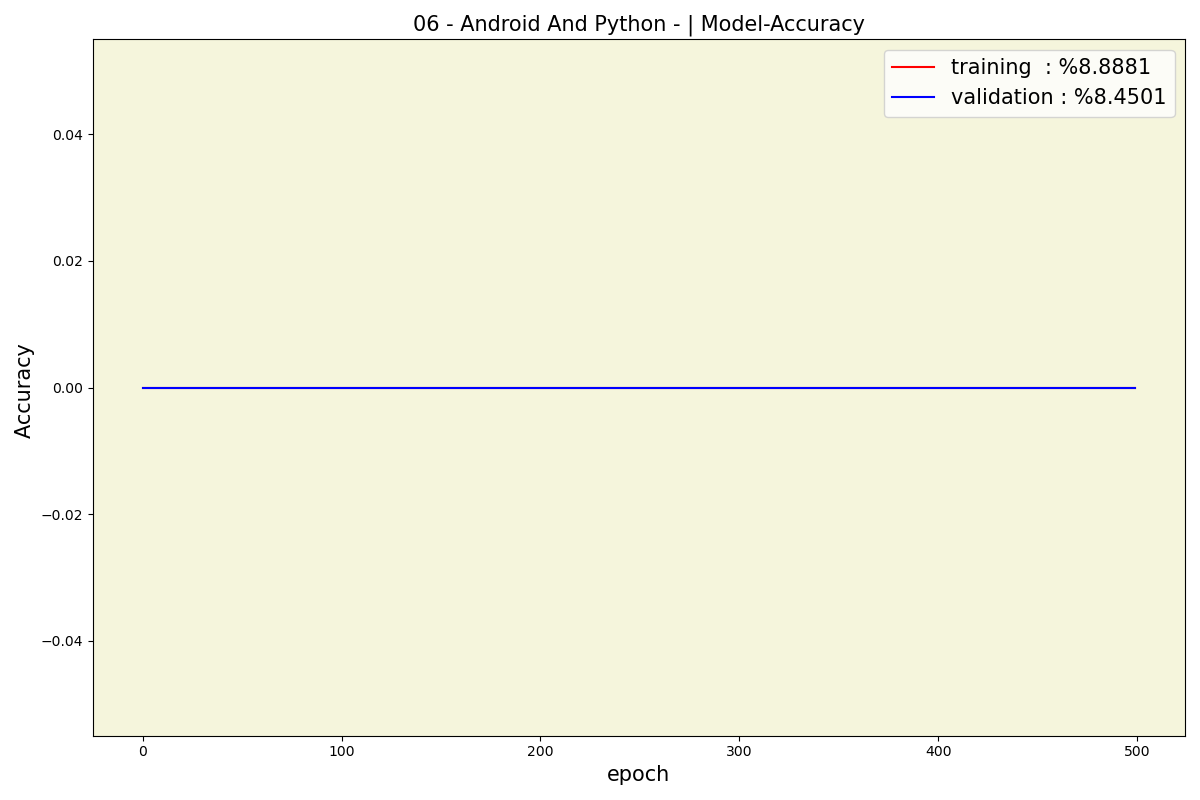 06 - Android And Python - | Model-Accuracy
training  : %8.8881
validation : %8.4501
Accuracy
0.04
0.02
0.00
−0.02
−0.04
0
100
200
300
400
500
epoch